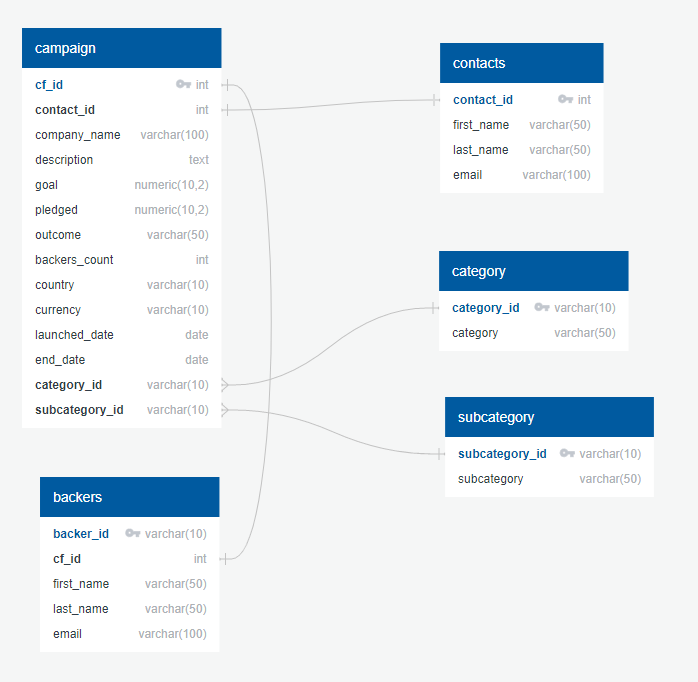 campaign
cf_id int
contact_id int
company_name varchar(100)
description text
goal numeric(10,2)
pledged numeric(10,2)
outcome varchar(50)
backers_count int
country varchar(10)
currency varchar(10)
launched_date date
end_date date
category_id varchar(10)
subcategory_id varchar(10)
contacts
contact_id int
first_name varchar(50)
last_name varchar(50)
email varchar(100)
category
category_id varchar(10)
category varchar(50)
subcategory
subcategory_id varchar(10)
subcategory varchar(50)
backers
backer_id varchar(10)
cf_id int
first_name varchar(50)
last_name varchar(50)
email varchar(100)